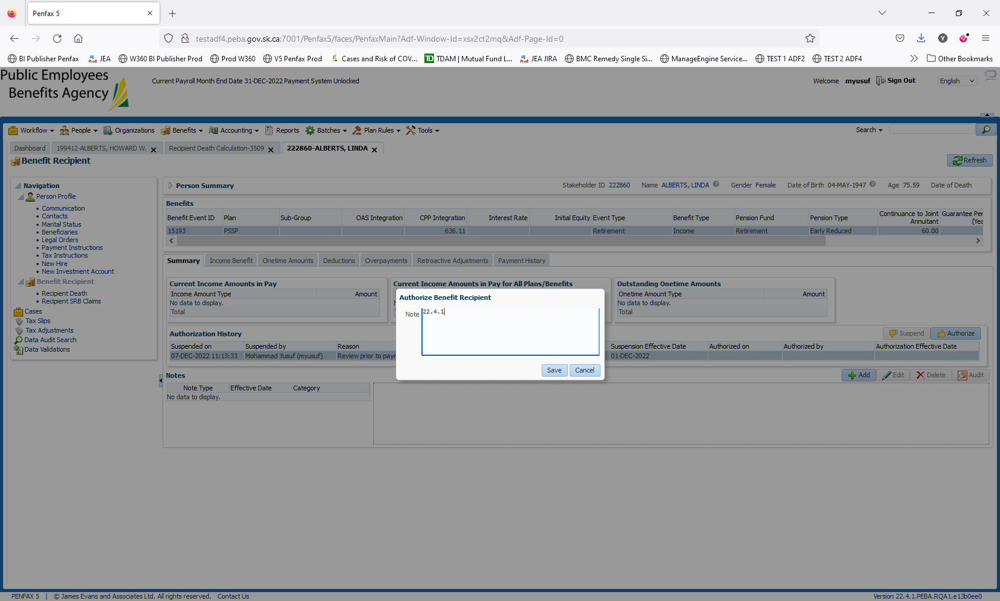 Penfax 5
testadf4.peba.gov.sk.ca:7001/Penfax5/faces/PenfaxMain?Adf-Window-Id=xsx2ct2mq&Adf-Page-Id=0
BI Publisher Penfax JEA W360 BI Publisher Prod Prod W360 V5 Penfax Prod Cases and Risk of COV... TDAM | Mutual Fund L... JEA JIRA BMC Remedy Single Si... ManageEngine Service... TEST 1 ADF2 TEST 2 ADF4 Other Bookmarks
Public Employees
Benefits Agency
Current Payroll Month End Date 31-DEC-2022 Payment System Unlocked
Welcome myusuf Sign Out English
Workflow People Organizations Benefits Accounting Reports Batches Plan Rules Tools Search
Dashboard 199412-ALBERTS, HOWARD W. Recipient Death Calculation-3509 222860-ALBERTS, LINDA
Benefit Recipient Refresh
Navigation
Person Profile
Communication
Contacts
Marital Status
Beneficiaries
Legal Orders
Payment Instructions
Tax Instructions
New Hire
New Investment Account
Benefit Recipient
Recipient Death
Recipient SRB Claims
Cases
Tax Slips
Tax Adjustments
Data Audit Search
Data Validations
Person Summary Stakeholder ID 222860 Name ALBERTS, LINDA Gender Female Date of Birth 04-MAY-1947 Age 75.59 Date of Death
Benefits
Benefit Event ID Plan Sub-Group OAS Integration CPP Integration Interest Rate Initial Equity Event Type Benefit Type Pension Fund Pension Type Continuance to Joint Annuitant Guarantee Per (Yea
15193 PSSP 636.11 Retirement Income Retirement Early Reduced 60.00
Summary Income Benefit Onetime Amounts Deductions Overpayments Retroactive Adjustments Payment History
Current Income Amounts in Pay
Income Amount Type Amount
No data to display.
Total
Current Income Amounts in Pay for All Plans/Benefits
Outstanding Onetime Amounts
Onetime Amount Type Amount
No data to display.
Total
Authorize Benefit Recipient
Note 22.4.1
Save Cancel
Authorization History Suspend Authorize
Suspended on Suspended by Reason Suspension Effective Date Authorized on Authorized by Authorization Effective Date
07-DEC-2022 11:13:33 Mohammad Yusuf (myusuf) Review prior to payr 01-DEC-2022
Notes Add Edit Delete Audit
Note Type Effective Date Category
No data to display.
PENFAX 5 | © James Evans and Associates Ltd. All rights reserved. Contact Us
Version 22.4.1.PEBA.RQA1.e13b0ee0